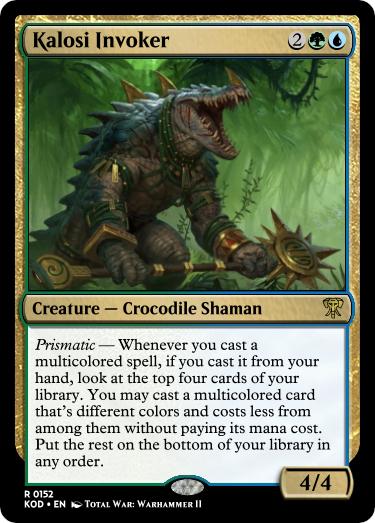 Kalosi Invoker
2
Creature — Crocodile Shaman
Prismatic — Whenever you cast a
multicolored spell, if you cast it from your
hand, look at the top four cards of your
library. You may cast a multicolored card
that's different colors and costs less from
among them without paying its mana cost.
Put the rest on the bottom of your library in
any order.
4/4
R 0152
KOD • EN Total War: Warhammer II